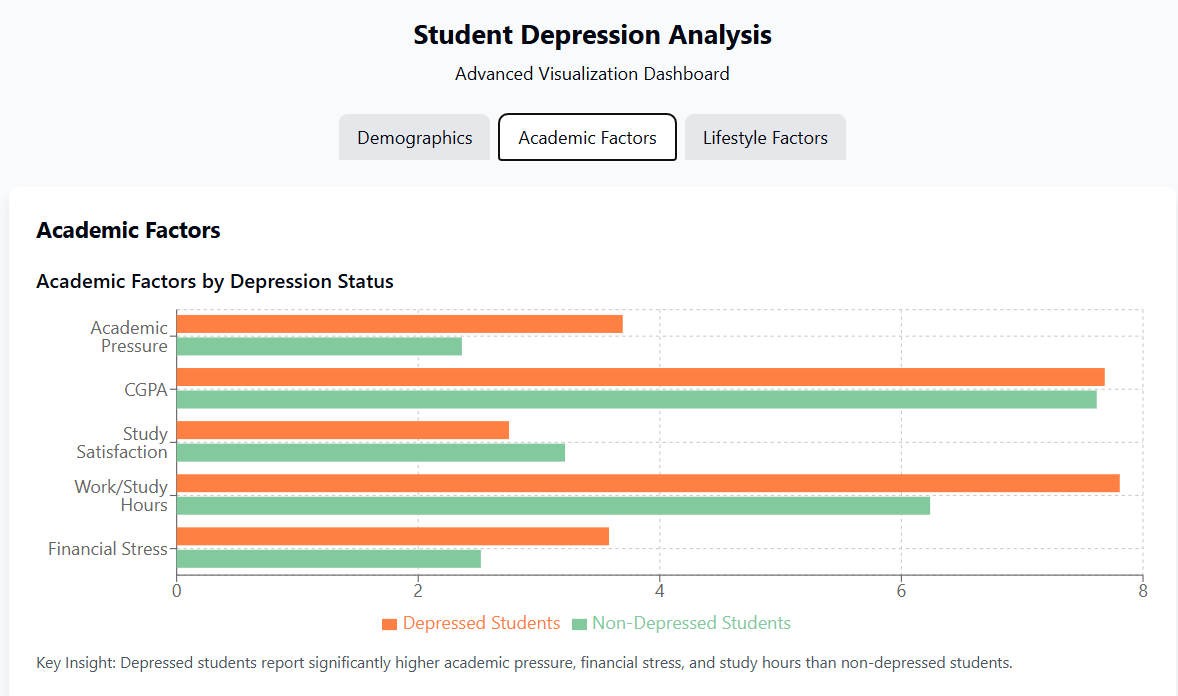 Student Depression Analysis
Advanced Visualization Dashboard
Demographics
Academic Factors
Lifestyle Factors
Academic Factors
Academic Factors by Depression Status
Academic
Pressure
CGPA
Study
Satisfaction
Work/Study
Hours
Financial Stress
0 2 4 6 8
Depressed Students Non-Depressed Students
Key Insight: Depressed students report significantly higher academic pressure, financial stress, and study hours than non-depressed students.